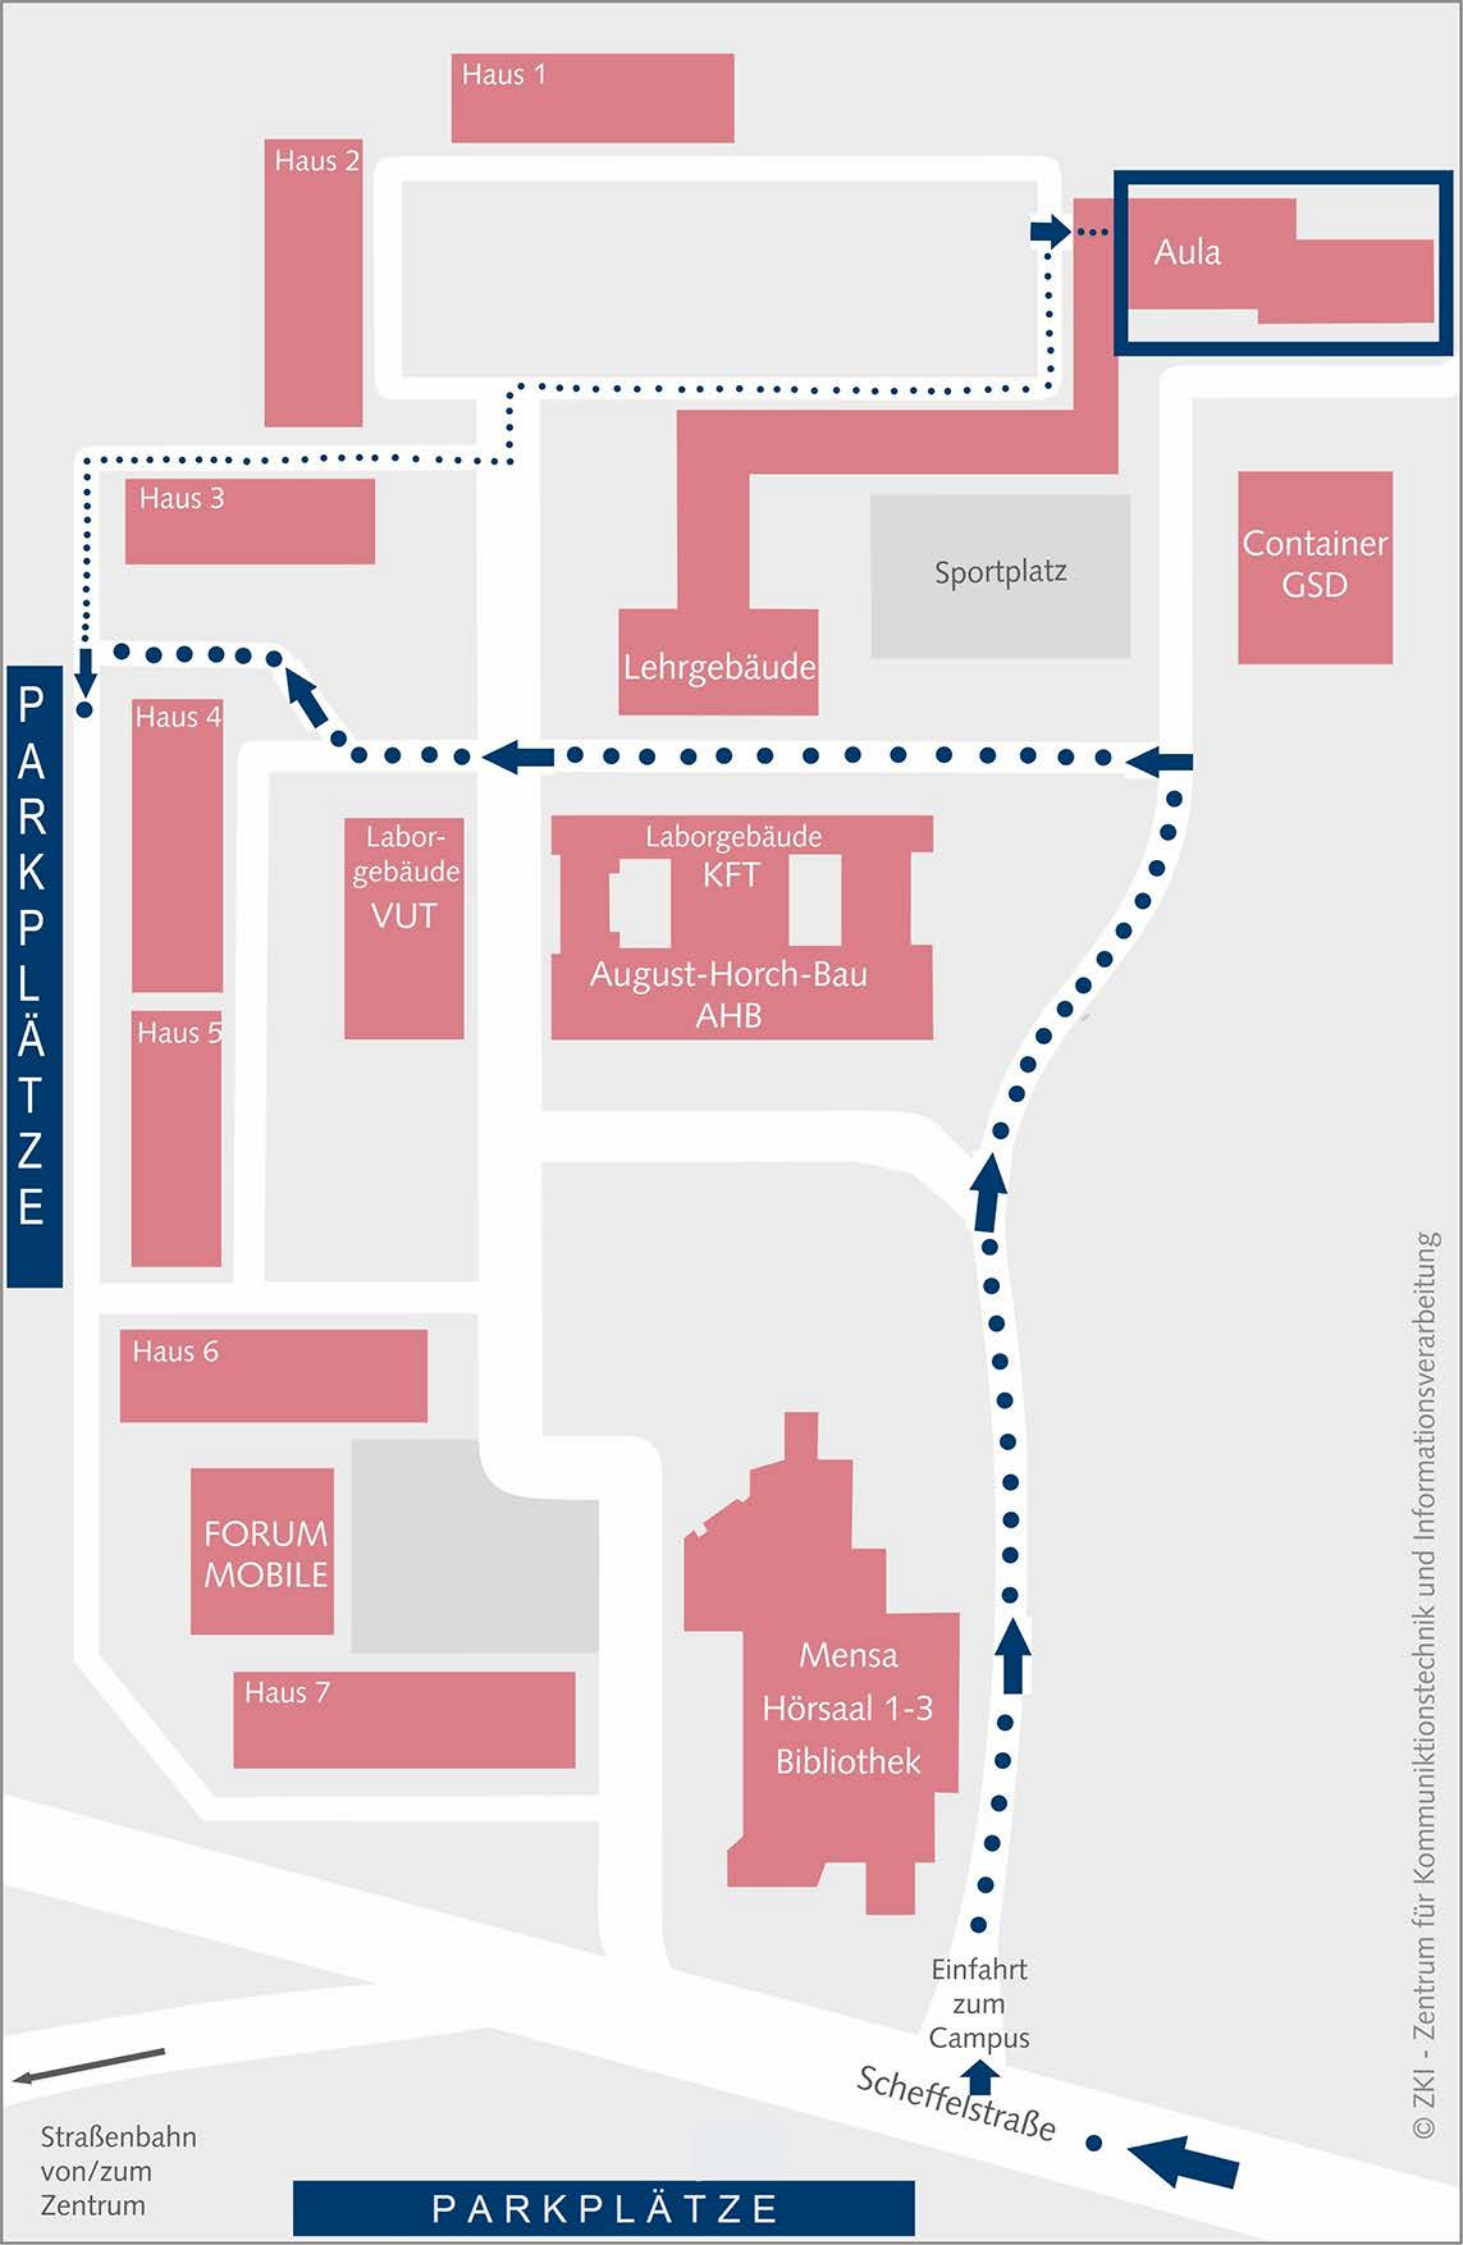 Haus 1
Haus 2
Aula
Haus 3
Container
GSD
Sportplatz
Lehrgebäude
PARKPLÄTZE
Haus 4
Labor-
gebäude
VUT
Laborgebäude
KFT
August-Horch-Bau
AHB
Haus 5
Haus 6
FORUM
MOBILE
Haus 7
Mensa
Hörsaal 1-3
Bibliothek
Einfahrt
zum
Campus
Scheffelstraße
Straßenbahn
von/zum
Zentrum
PARKPLÄTZE
© ZKI - Zentrum für Kommuniktionstechnik und Informationsverarbeitung